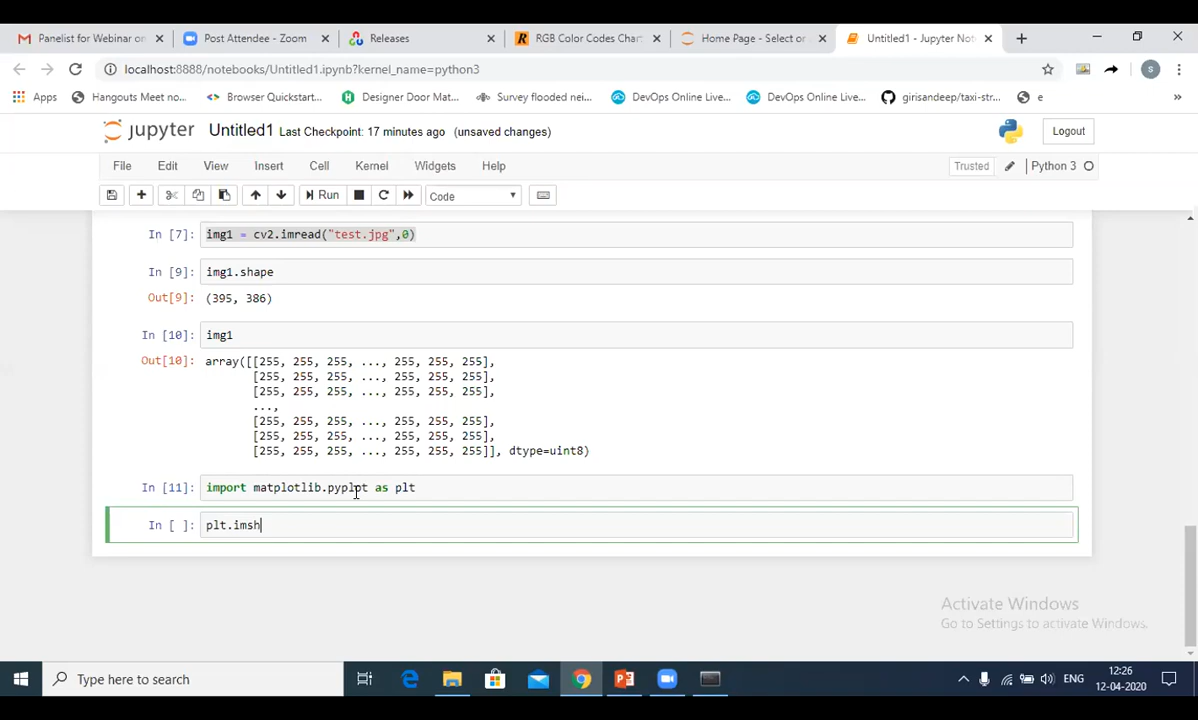 Panelist for Webinar on
Post Attendee - Zoom
Releases
RGB Color Codes Char
Home Page - Select or
Untitled1 - Jupyter Not
localhost:8888/notebooks/Untitled1.ipynb?kernel_name=python3
S
Apps
Hangouts Meet no...
Browser Quickstart...
Designer Door Mat...
Survey flooded nei...
DevOps Online Live...
DevOps Online Live...
girisandeep/taxi-str...
e
»
jupyter Untitled1 Last Checkpoint: 17 minutes ago (unsaved changes)
Logout
File Edit View Insert Cell Kernel Widgets Help
Trusted
Python 3
Run
Code
In [7]: img1 = cv2.imread("test.jpg",0)
In [9]: img1.shape
Out[9]: (395, 386)
In [10]: img1
Out[10]: array([[255, 255, 255, ..., 255, 255, 255],
[255, 255, 255, ..., 255, 255, 255],
[255, 255, 255, ..., 255, 255, 255],
...,
[255, 255, 255, ..., 255, 255, 255],
[255, 255, 255, ..., 255, 255, 255],
[255, 255, 255, ..., 255, 255, 255]], dtype=uint8)
In [11]: import matplotlib.pyplot as plt
In [ ]: plt.imsh
Activate Windows
Go to Settings to activate Windows.
Type here to search
ENG
12:26
12-04-2020